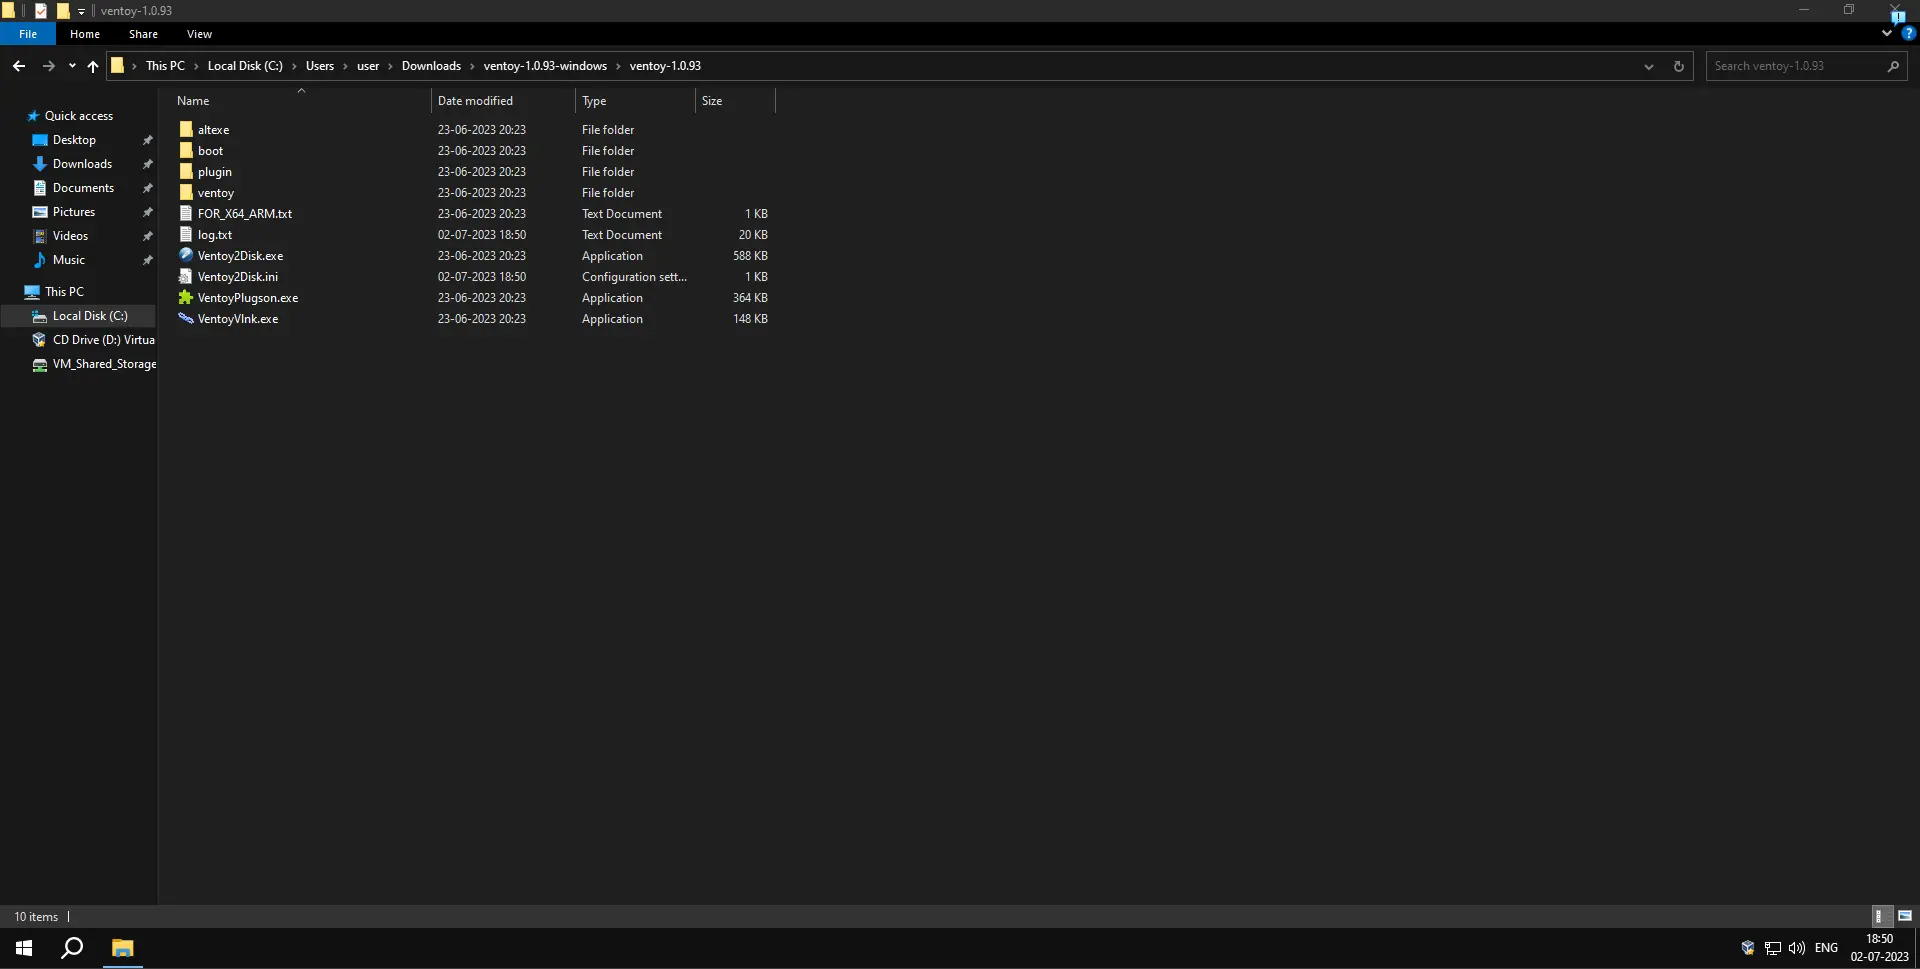 ventoy-1.0.93
File Home Share View
This PC Local Disk (C:) Users user Downloads ventoy-1.0.93-windows ventoy-1.0.93
Search ventoy-1.0.93
Name Date modified Type Size
Quick access
Desktop
Downloads
Documents
Pictures
Videos
Music
This PC
Local Disk (C:)
CD Drive (D:) Virtua
VM_Shared_Storage
altexe 23-06-2023 20:23 File folder
boot 23-06-2023 20:23 File folder
plugin 23-06-2023 20:23 File folder
ventoy 23-06-2023 20:23 File folder
FOR_X64_ARM.txt 23-06-2023 20:23 Text Document 1 KB
log.txt 02-07-2023 18:50 Text Document 20 KB
Ventoy2Disk.exe 23-06-2023 20:23 Application 588 KB
Ventoy2Disk.ini 02-07-2023 18:50 Configuration sett... 1 KB
VentoyPlugson.exe 23-06-2023 20:23 Application 364 KB
VentoyVlnk.exe 23-06-2023 20:23 Application 148 KB
10 items
ENG
18:50
02-07-2023